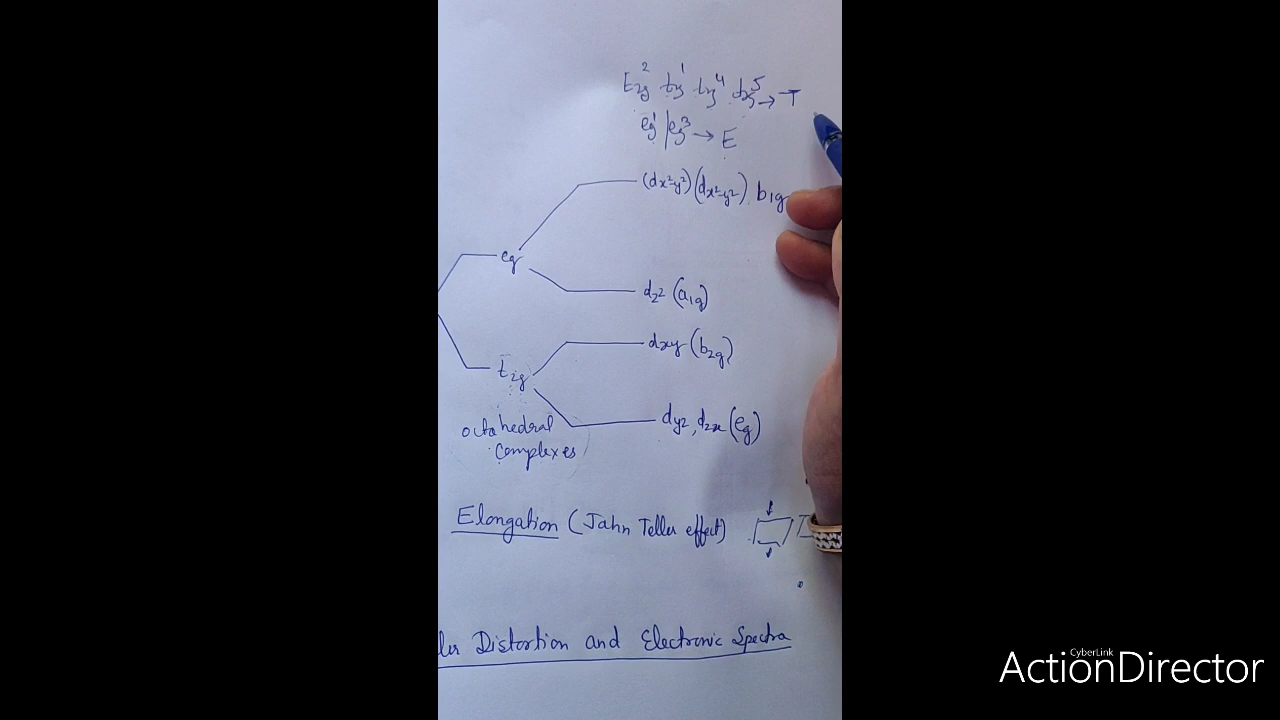 t₂g² t₂g¹ t₂g⁴ t₂g⁵ → T
eg¹ | eg³ → E
(dx²-y²) (dx²-y²) b₁g
eg
dz² (a₁g)
dxy (b₂g)
t₂g
dyz, dzx (eg)
octahedral
complexes
Elongation (Jahn Teller effect)
Distortion and Electronic Spectra
CyberLink
ActionDirector